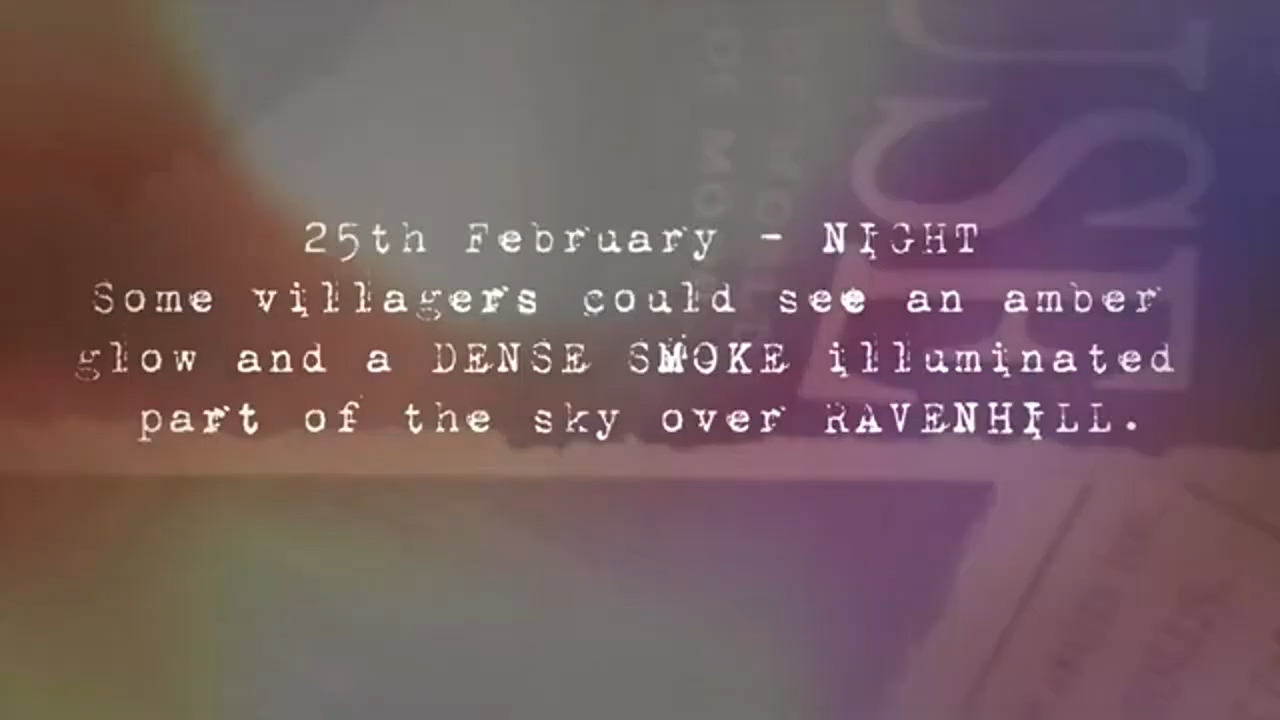 25th February - NIGHT
Some villagers could see an amber
glow and a DENSE SMOKE illuminated
part of the sky over RAVENHILL.